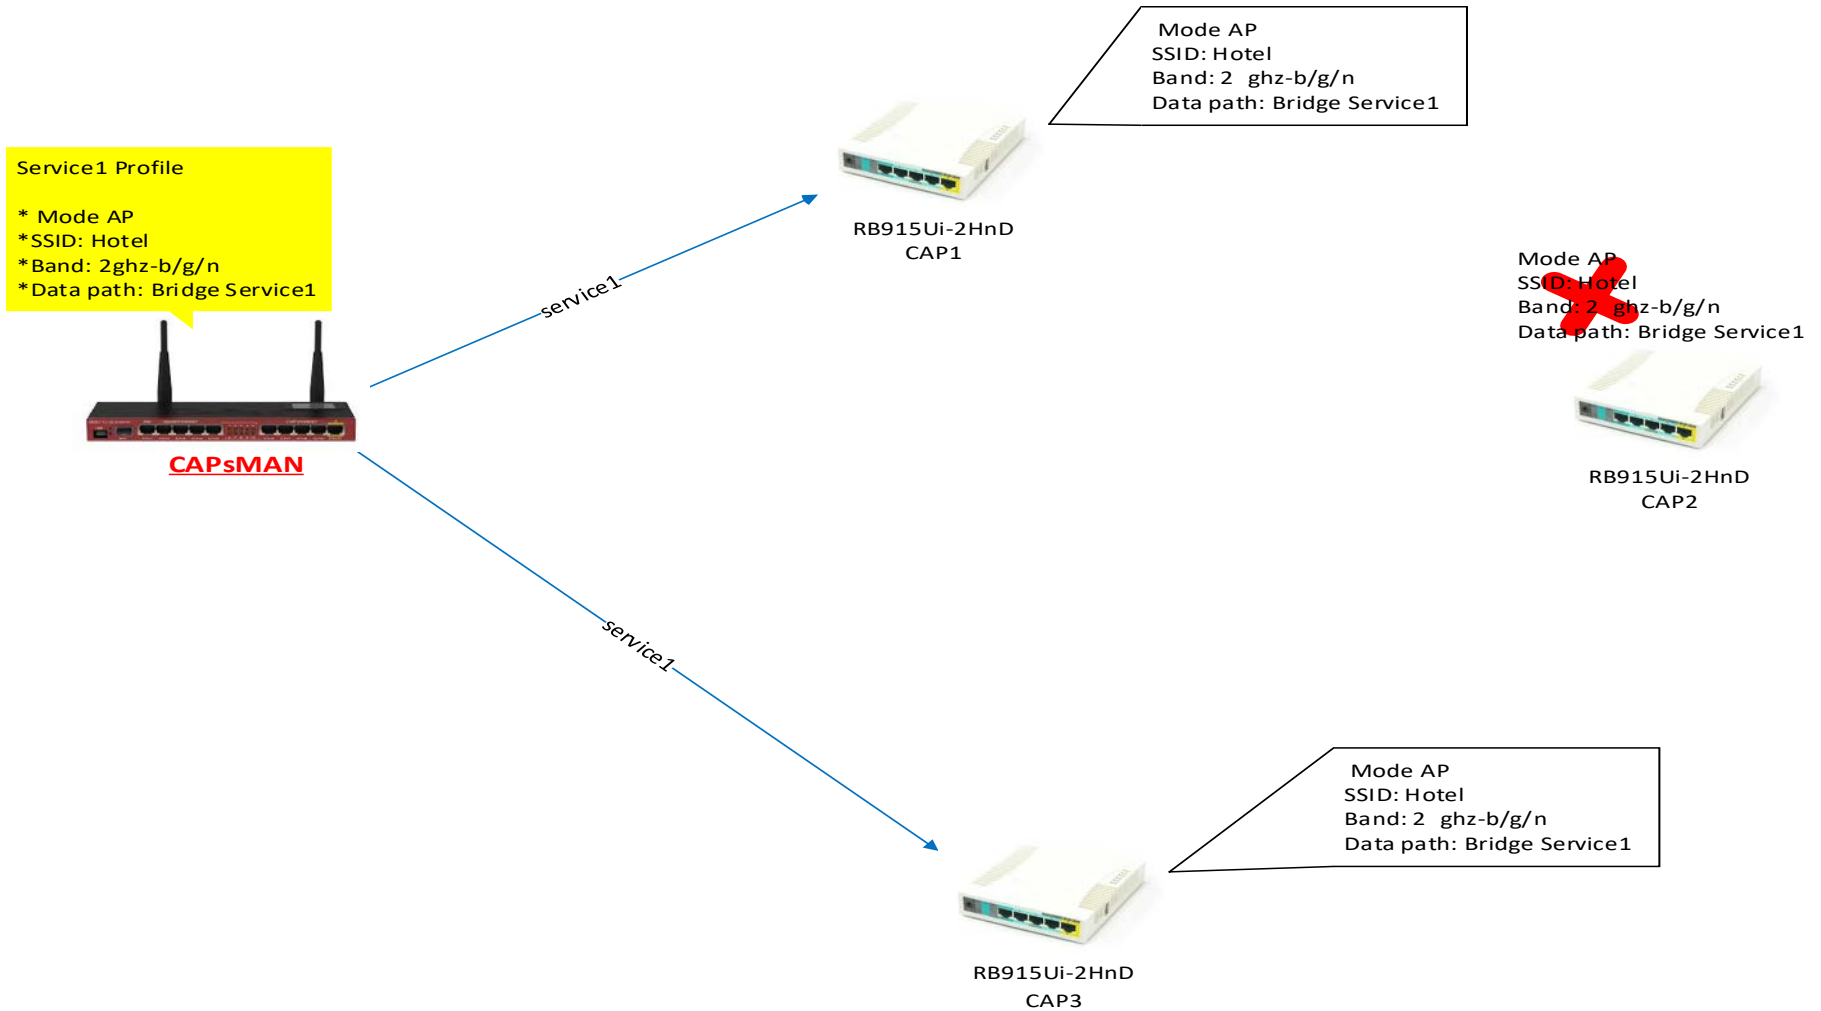 Mode AP
SSID: Hotel
Band: 2 ghz-b/g/n
Data path: Bridge Service1
Service1 Profile
* Mode AP
*SSID: Hotel
*Band: 2ghz-b/g/n
*Data path: Bridge Service1
RB915Ui-2HnD
CAP1
service1
Mode AP
SSID: Hotel
Band: 2 ghz-b/g/n
Data path: Bridge Service1
CAPsMAN
RB915Ui-2HnD
CAP2
service1
Mode AP
SSID: Hotel
Band: 2 ghz-b/g/n
Data path: Bridge Service1
RB915Ui-2HnD
CAP3